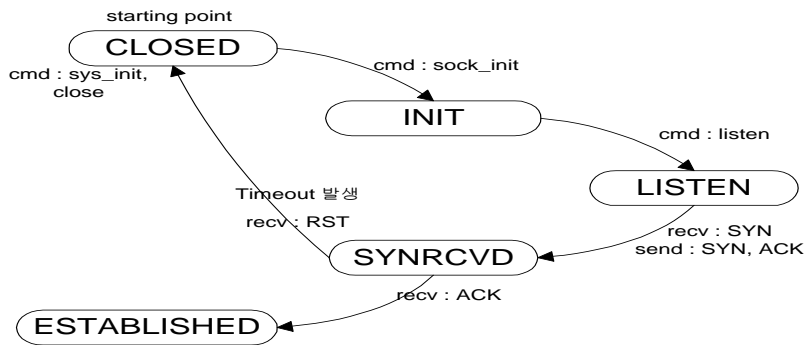 starting point
CLOSED
cmd : sys_init,
close
cmd : sock_init
INIT
cmd : listen
LISTEN
recv : SYN
send : SYN, ACK
Timeout 발생
recv : RST
SYNRCVD
recv : ACK
ESTABLISHED